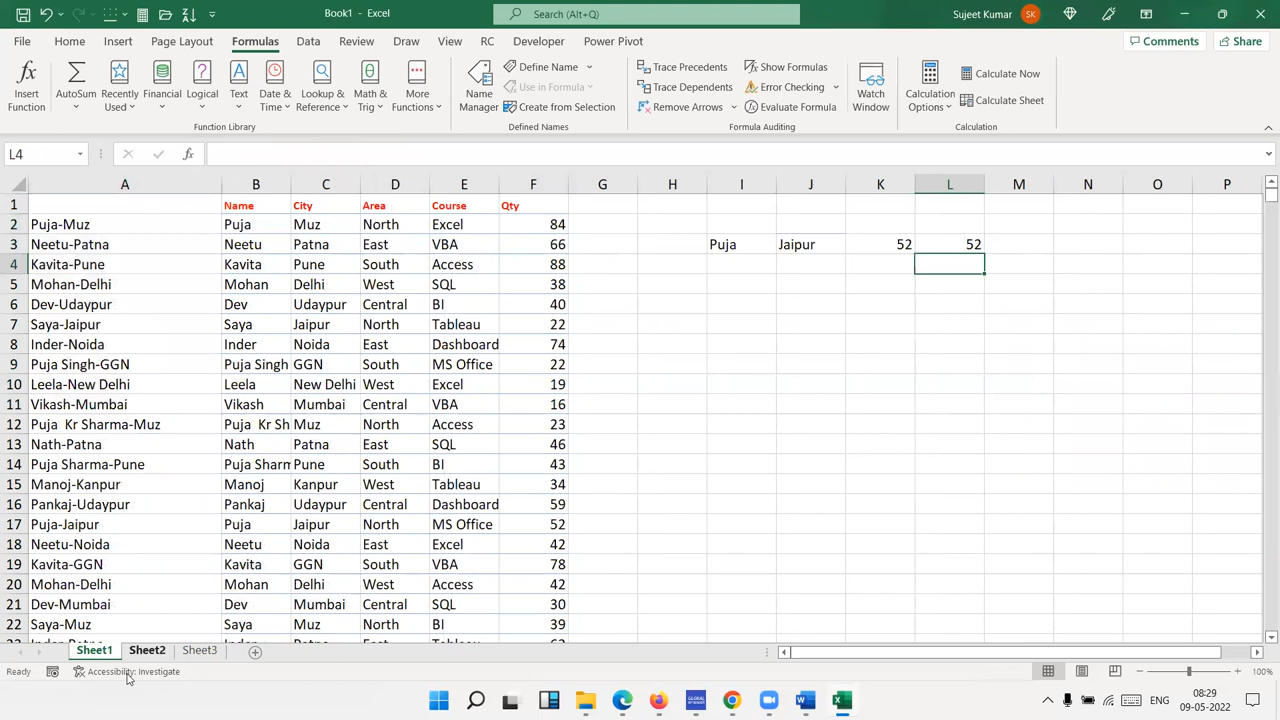 Book1 - Excel
Search (Alt+Q)
Sujeet Kumar
SK
File Home Insert Page Layout Formulas Data Review View Draw RC Developer Power Pivot
Comments Share
Insert Function
AutoSum
Recently Used
Financial
Logical
Text
Date & Time
Lookup & Reference
Math & Trig
More Functions
Function Library
Name Manager
Define Name
Use in Formula
Create from Selection
Defined Names
Trace Precedents
Trace Dependents
Remove Arrows
Show Formulas
Error Checking
Evaluate Formula
Formula Auditing
Watch Window
Calculation Options
Calculate Now
Calculate Sheet
Calculation
L4 fx
A B C D E F G H I J K L M N O P
1 Name City Area Course Qty
2 Puja-Muz Puja Muz North Excel 84
3 Neetu-Patna Neetu Patna East VBA 66 Puja Jaipur 52 52
4 Kavita-Pune Kavita Pune South Access 88
5 Mohan-Delhi Mohan Delhi West SQL 38
6 Dev-Udaypur Dev Udaypur Central BI 40
7 Saya-Jaipur Saya Jaipur North Tableau 22
8 Inder-Noida Inder Noida East Dashboard 74
9 Puja Singh-GGN Puja Singh GGN South MS Office 22
10 Leela-New Delhi Leela New Delhi West Excel 19
11 Vikash-Mumbai Vikash Mumbai Central VBA 16
12 Puja  Kr Sharma-Muz Puja  Kr Sh Muz North Access 23
13 Nath-Patna Nath Patna East SQL 46
14 Puja Sharma-Pune Puja Sharm Pune South BI 43
15 Manoj-Kanpur Manoj Kanpur West Tableau 34
16 Pankaj-Udaypur Pankaj Udaypur Central Dashboard 59
17 Puja-Jaipur Puja Jaipur North MS Office 52
18 Neetu-Noida Neetu Noida East Excel 42
19 Kavita-GGN Kavita GGN South VBA 78
20 Mohan-Delhi Mohan Delhi West Access 42
21 Dev-Mumbai Dev Mumbai Central SQL 30
22 Saya-Muz Saya Muz North BI 39
Sheet1 Sheet2 Sheet3
Ready Accessibility: Investigate 100%
ENG 08:29
09-05-2022